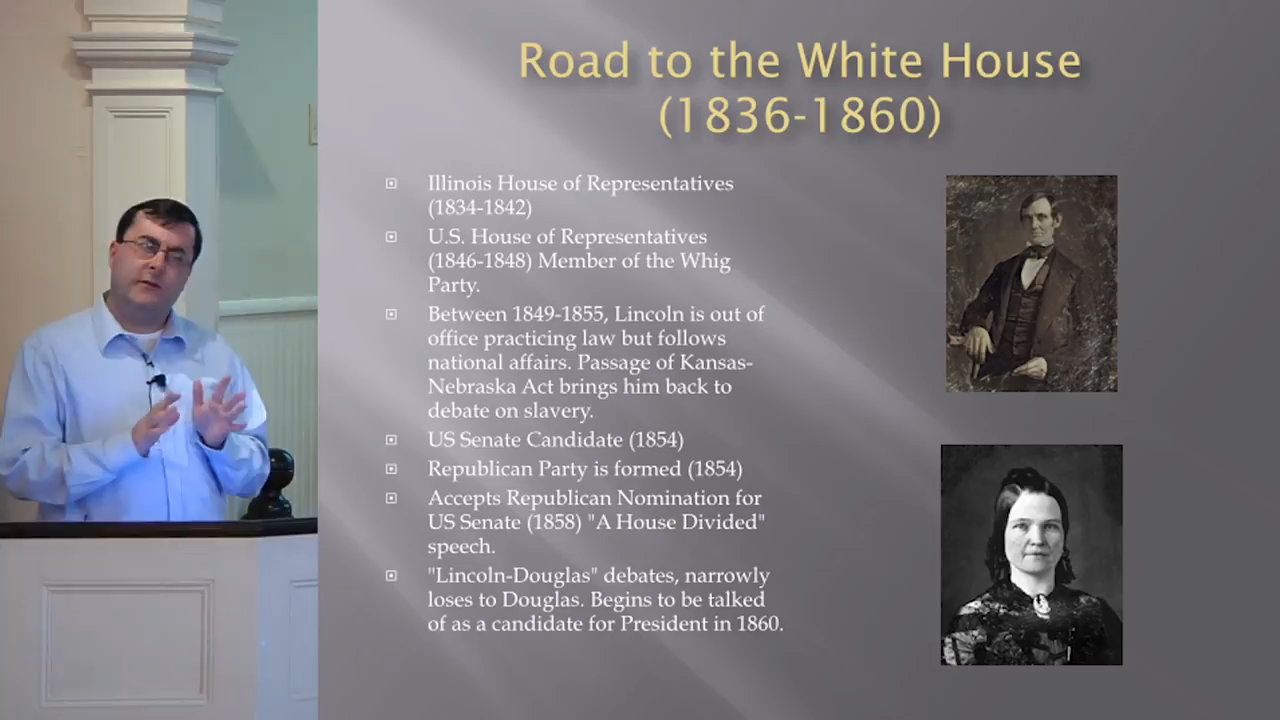 Road to the White House
(1836-1860)
Illinois House of Representatives
(1834-1842)
U.S. House of Representatives
(1846-1848) Member of the Whig
Party.
Between 1849-1855, Lincoln is out of
office practicing law but follows
national affairs. Passage of Kansas-
Nebraska Act brings him back to
debate on slavery.
US Senate Candidate (1854)
Republican Party is formed (1854)
Accepts Republican Nomination for
US Senate (1858) "A House Divided"
speech.
"Lincoln-Douglas" debates, narrowly
loses to Douglas. Begins to be talked
of as a candidate for President in 1860.